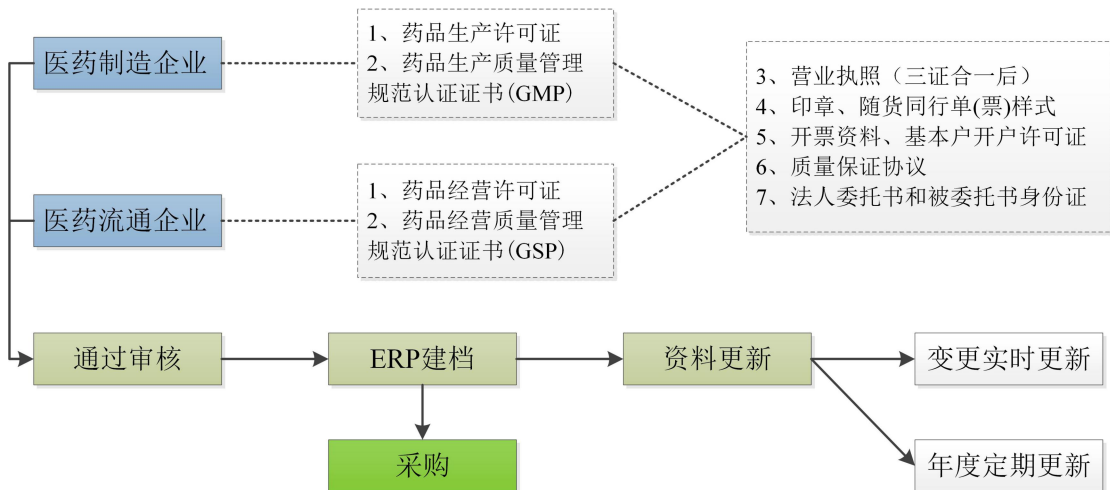 医药制造企业
1、药品生产许可证
2、药品生产质量管理
规范认证证书(GMP)
3、营业执照（三证合一后）
4、印章、随货同行单(票)样式
5、开票资料、基本户开户许可证
6、质量保证协议
7、法人委托书和被委托书身份证
医药流通企业
1、药品经营许可证
2、药品经营质量管理
规范认证证书(GSP)
通过审核
ERP建档
资料更新
变更实时更新
采购
年度定期更新